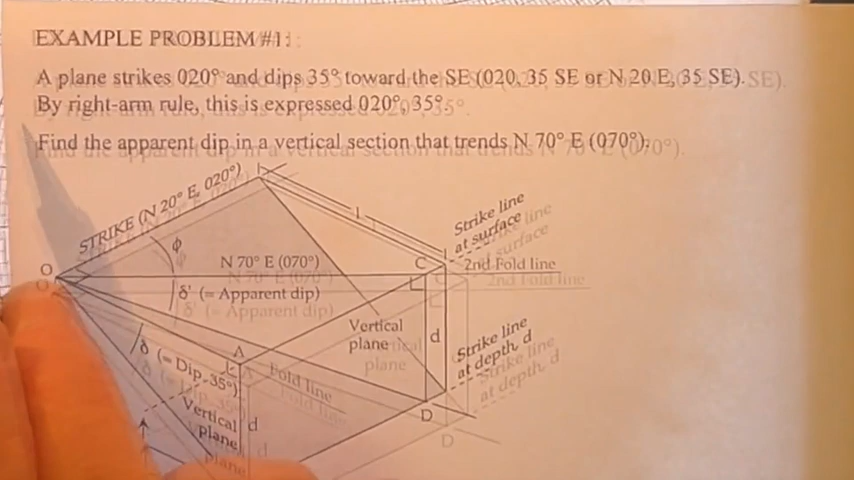 EXAMPLE PROBLEM #1:
A plane strikes 020° and dips 35° toward the SE (020, 35 SE or N 20 E, 35 SE).
By right-arm rule, this is expressed 020°, 35°.
Find the apparent dip in a vertical section that trends N 70° E (070°).
STRIKE (N 20° E, 020°)
l
Strike line
at surface
ϕ
O
N 70° E (070°)
C
2nd Fold line
δ' (= Apparent dip)
Vertical
plane
d
Strike line
at depth, d
δ (= Dip, 35°)
A
Fold line
D
Vertical
plane
d